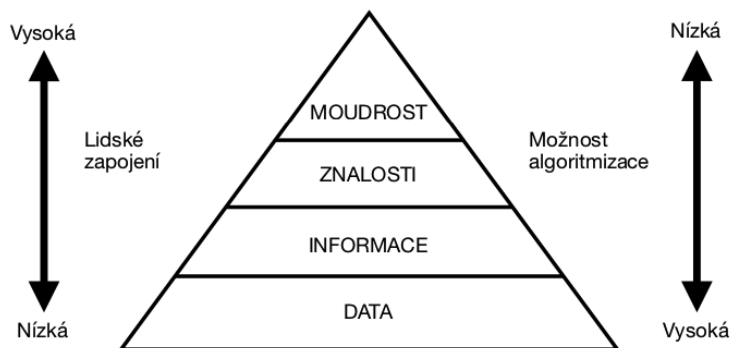 Vysoká
Nízká
MOUDROST
Lidské
zapojení
Možnost
algoritmizace
ZNALOSTI
INFORMACE
DATA
Nízká
Vysoká